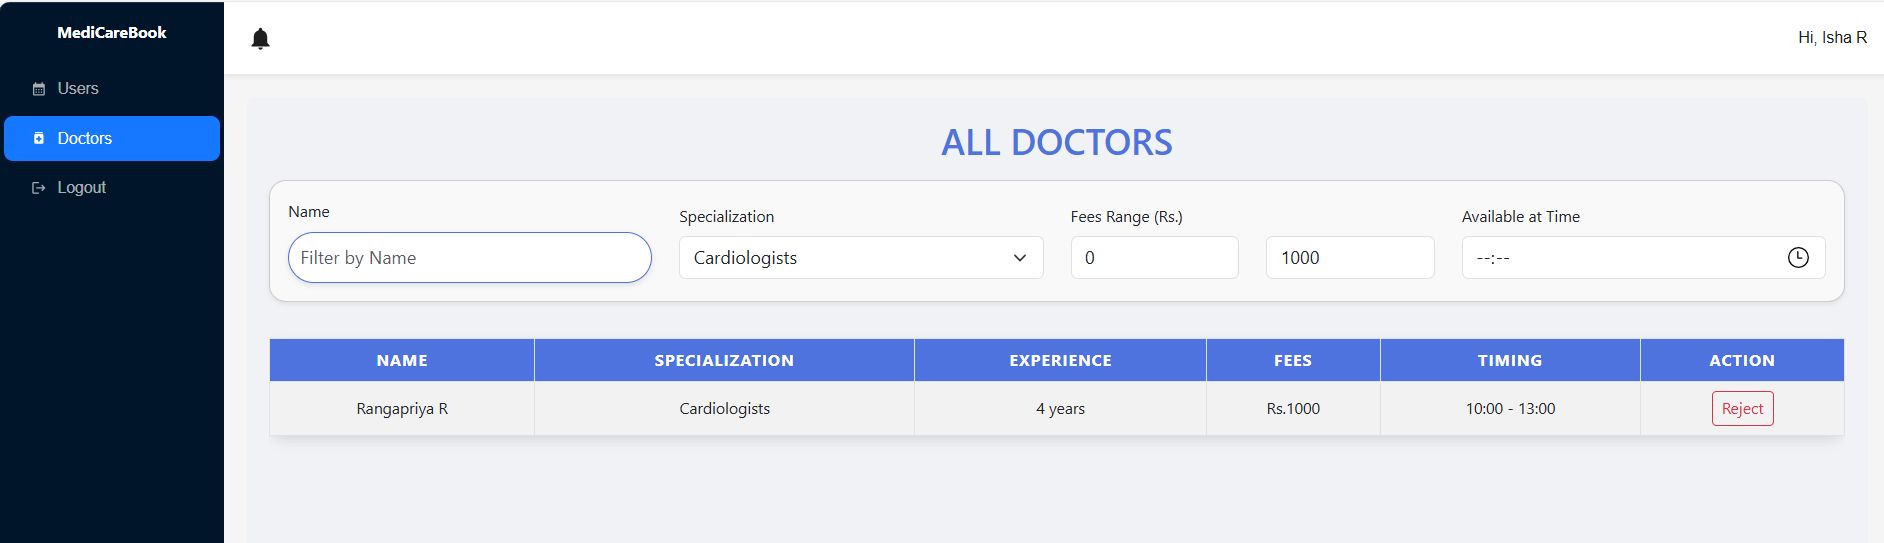 MediCareBook
Users
Doctors
Logout
Hi, Isha R
ALL DOCTORS
Name
Filter by Name
Specialization
Cardiologists
Fees Range (Rs.)
0
1000
Available at Time
--:--
NAME SPECIALIZATION EXPERIENCE FEES TIMING ACTION
Rangapriya R Cardiologists 4 years Rs.1000 10:00 - 13:00 Reject